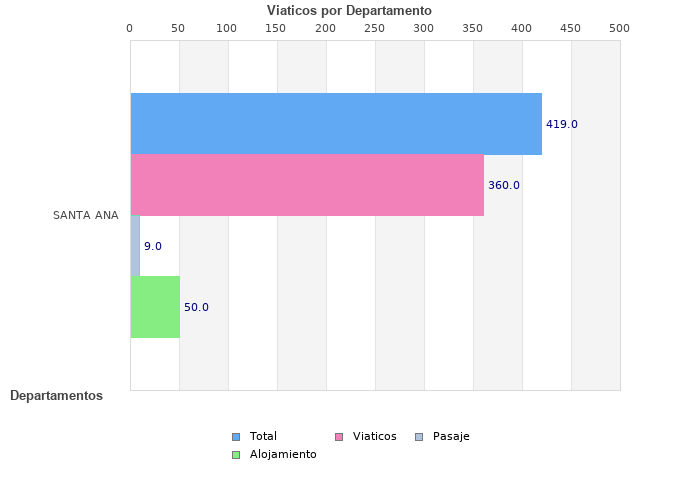 Viaticos por Departamento
0 50 100 150 200 250 300 350 400 450 500
419.0
360.0
SANTA ANA
9.0
50.0
Departamentos
Total Viaticos Pasaje
Alojamiento